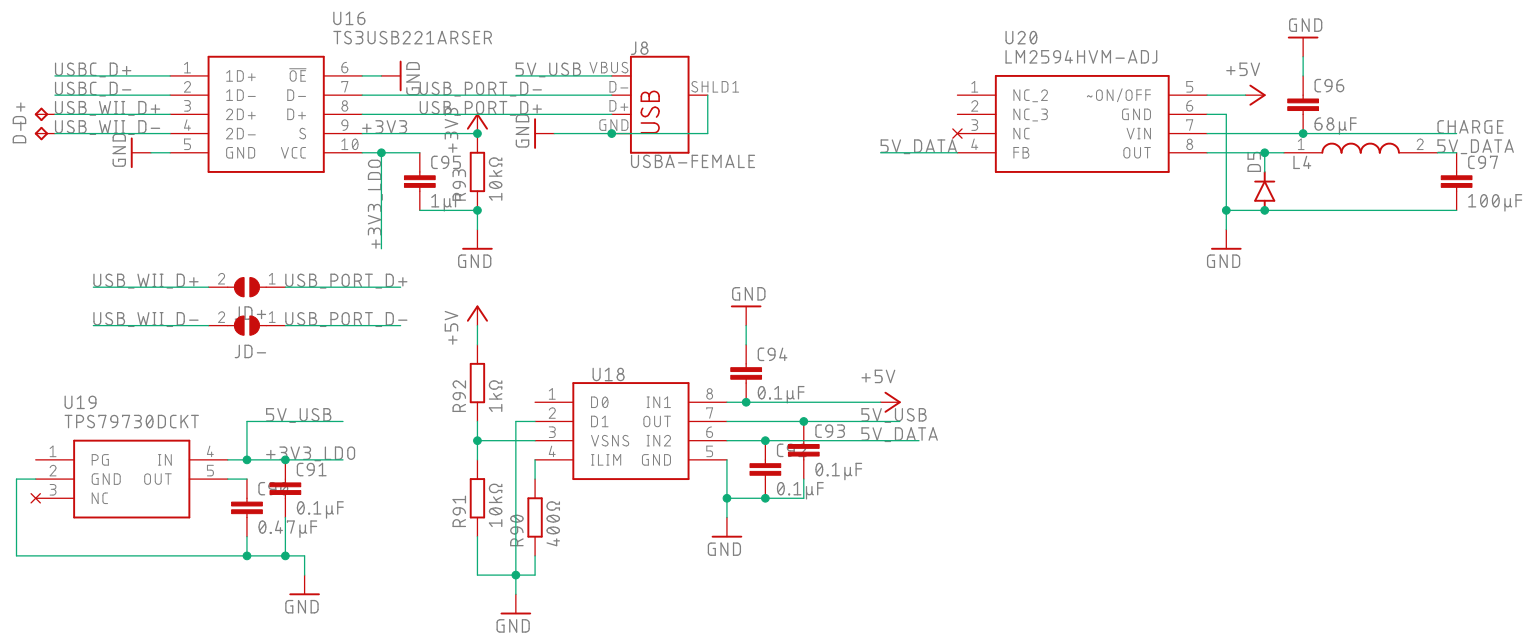 U16
TS3USB221ARSER
USBC_D+
USBC_D-
USB_WII_D+
USB_WII_D-
D+
D-
GND
1
2
3
4
5
1D+
1D-
2D+
2D-
GND
OE
D-
D+
S
VCC
6
7
8
9
10
GND
USB_PORT_D-
USB_PORT_D+
+3V3
+3V3
+3V3_LDO
C95
1µF
R93
10kΩ
GND
J8
5V_USB
VBUS
D-
D+
GND
GND
USB
SHLD1
USBA-FEMALE
U20
LM2594HVM-ADJ
1
2
3
4
NC_2
NC_3
NC
FB
~ON/OFF
GND
VIN
OUT
5
6
7
8
5V_DATA
+5V
GND
C96
68µF
CHARGE
5V_DATA
1
2
L4
D5
C97
100µF
GND
USB_WII_D+
2
1
USB_PORT_D+
JD+
USB_WII_D-
2
1
USB_PORT_D-
JD-
U19
TPS79730DCKT
1
2
3
PG
GND
NC
IN
OUT
4
5
5V_USB
+3V3_LDO
C91
0.1µF
0.47µF
GND
+5V
R92
1kΩ
R91
10kΩ
R90
400Ω
GND
U18
1
2
3
4
D0
D1
VSNS
ILIM
IN1
OUT
IN2
GND
8
7
6
5
GND
C94
0.1µF
+5V
5V_USB
5V_DATA
C93
0.1µF
0.1µF
GND